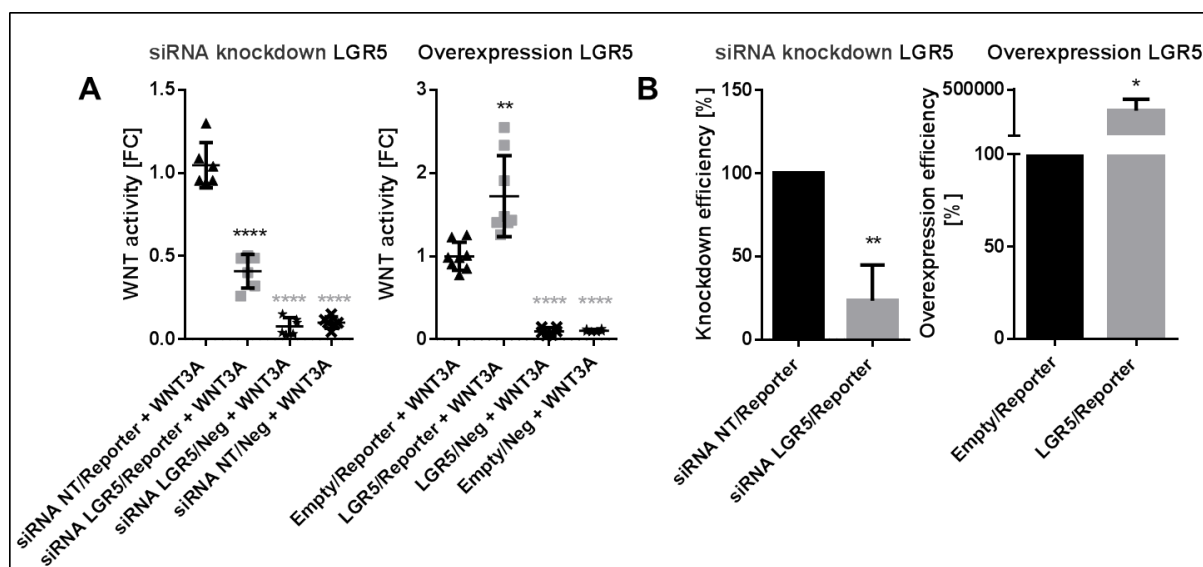 siRNA knockdown LGR5
Overexpression LGR5
siRNA knockdown LGR5
Overexpression LGR5
A
B
WNT activity [FC]
1.5
1.0
0.5
0.0
****
****
****
siRNA NT/Reporter + WNT3A
siRNA LGR5/Reporter + WNT3A
siRNA LGR5/Neg + WNT3A
siRNA NT/Neg + WNT3A
WNT activity [FC]
3
2
1
0
**
****
****
Empty/Reporter + WNT3A
LGR5/Reporter + WNT3A
LGR5/Neg + WNT3A
Empty/Neg + WNT3A
Knockdown efficiency [%]
150
100
50
0
**
siRNA NT/Reporter
siRNA LGR5/Reporter
Overexpression efficiency
[%]
500000
100
50
0
*
Empty/Reporter
LGR5/Reporter